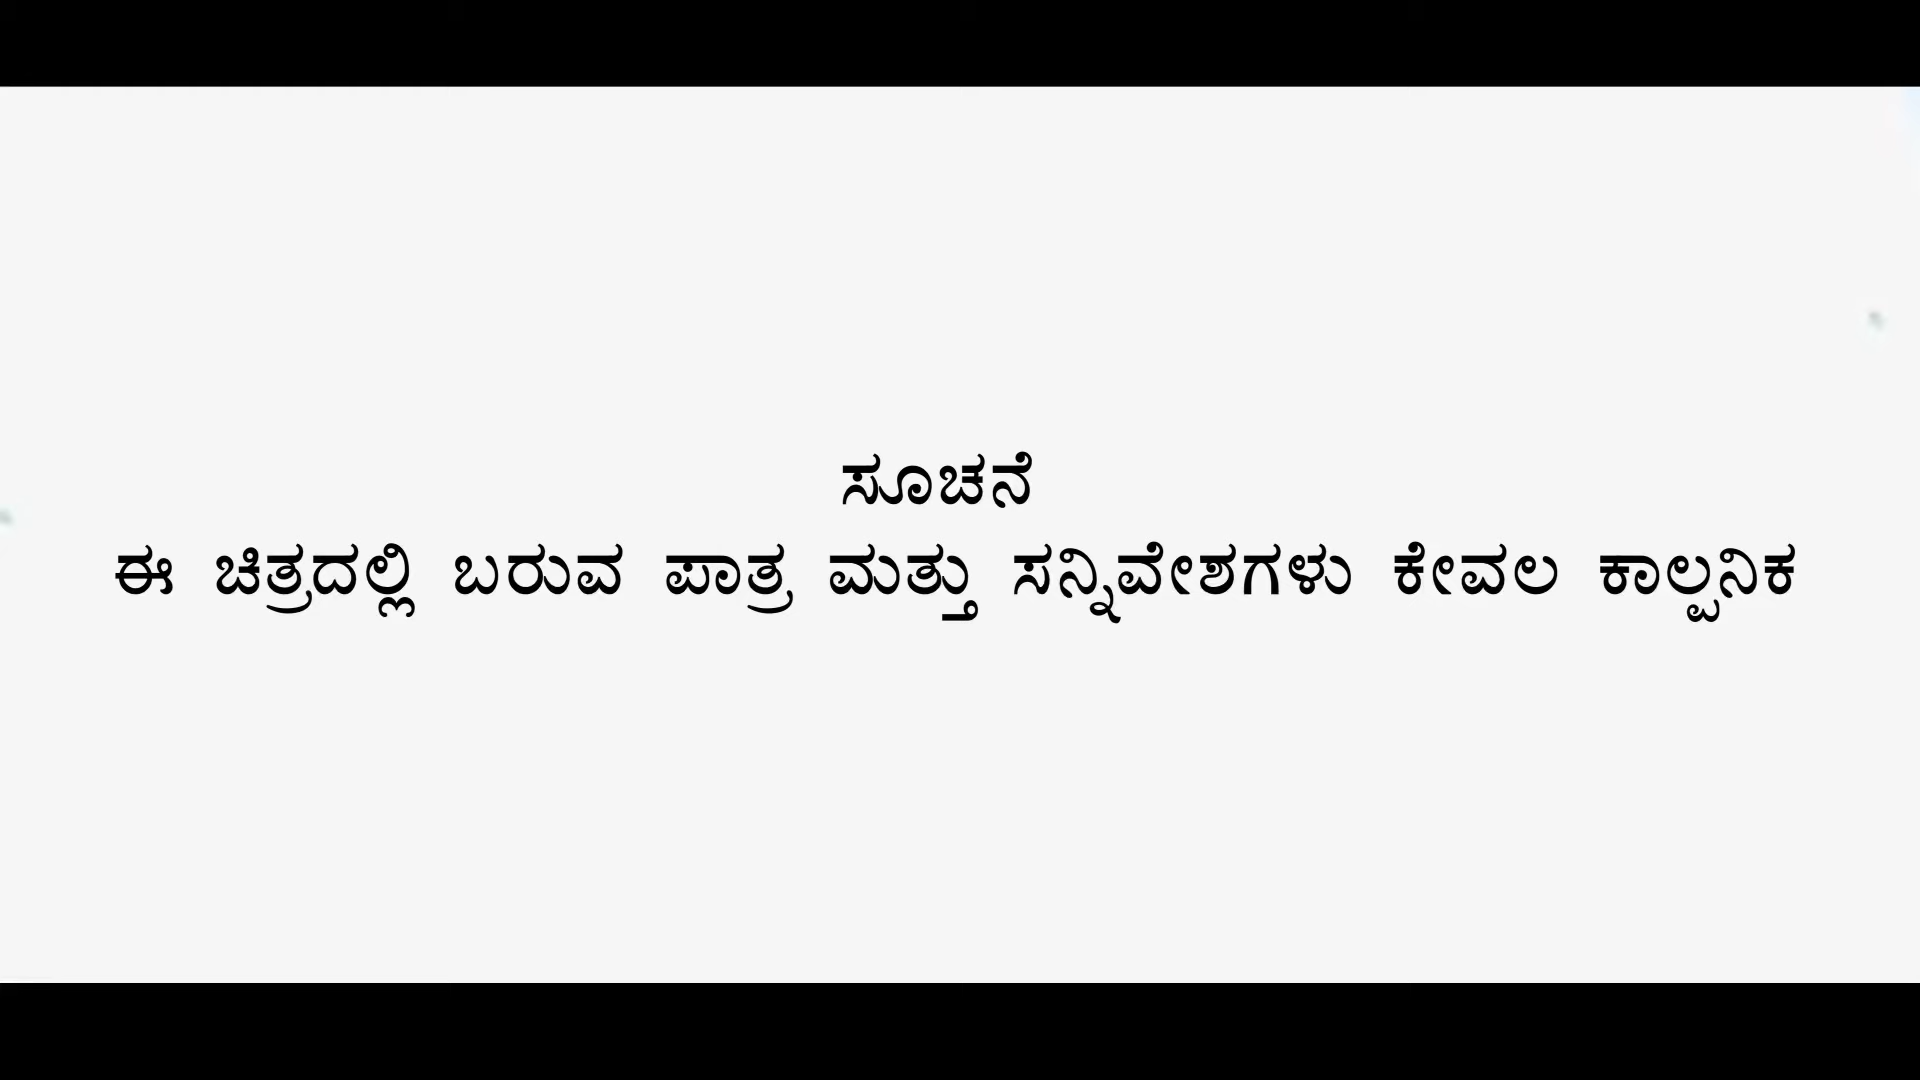 ಸೂಚನೆ
ಈ ಚಿತ್ರದಲ್ಲಿ ಬರುವ ಪಾತ್ರ ಮತ್ತು ಸನ್ನಿವೇಶಗಳು ಕೇವಲ ಕಾಲ್ಪನಿಕ